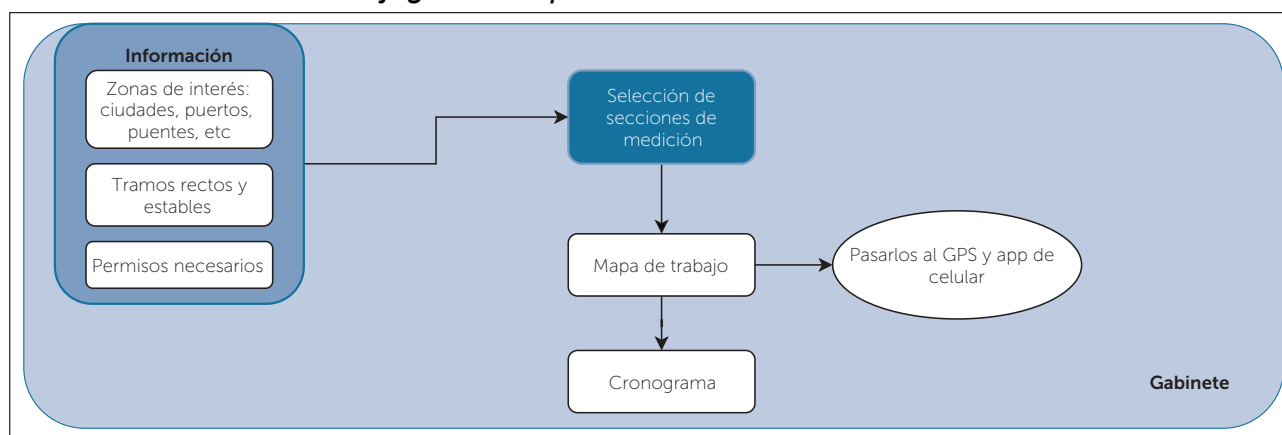 Información
Zonas de interés:
ciudades, puertos,
puentes, etc
Tramos rectos y
estables
Permisos necesarios
Selección de
secciones de
medición
Mapa de trabajo
Pasarlos al GPS y app de
celular
Cronograma
Gabinete